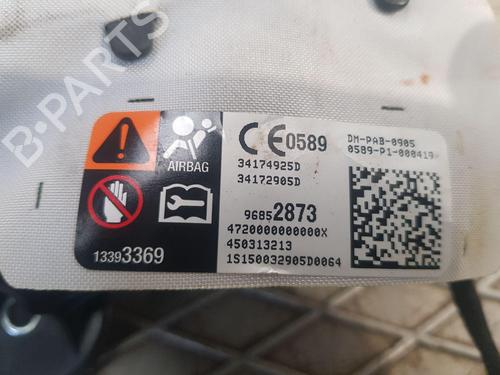 B-PARTS
AIRBAG
13393369
CE0589
34174925D
34172905D
96852873
4720000000000X
450313213
1S150032905D0064
DM-PAB-0905
0589-P1-000419